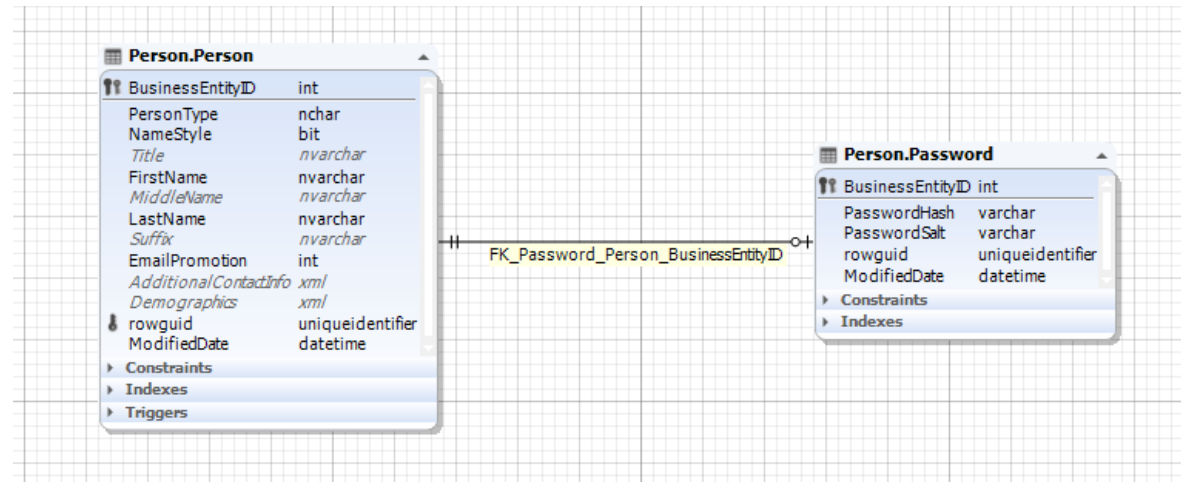 Person.Person
BusinessEntityID int
PersonType nchar
NameStyle bit
Title nvarchar
FirstName nvarchar
MiddleName nvarchar
LastName nvarchar
Suffix nvarchar
EmailPromotion int
AdditionalContactInfo xml
Demographics xml
rowguid uniqueidentifier
ModifiedDate datetime
Constraints
Indexes
Triggers
FK_Password_Person_BusinessEntityID
Person.Password
BusinessEntityID int
PasswordHash varchar
PasswordSalt varchar
rowguid uniqueidentifier
ModifiedDate datetime
Constraints
Indexes